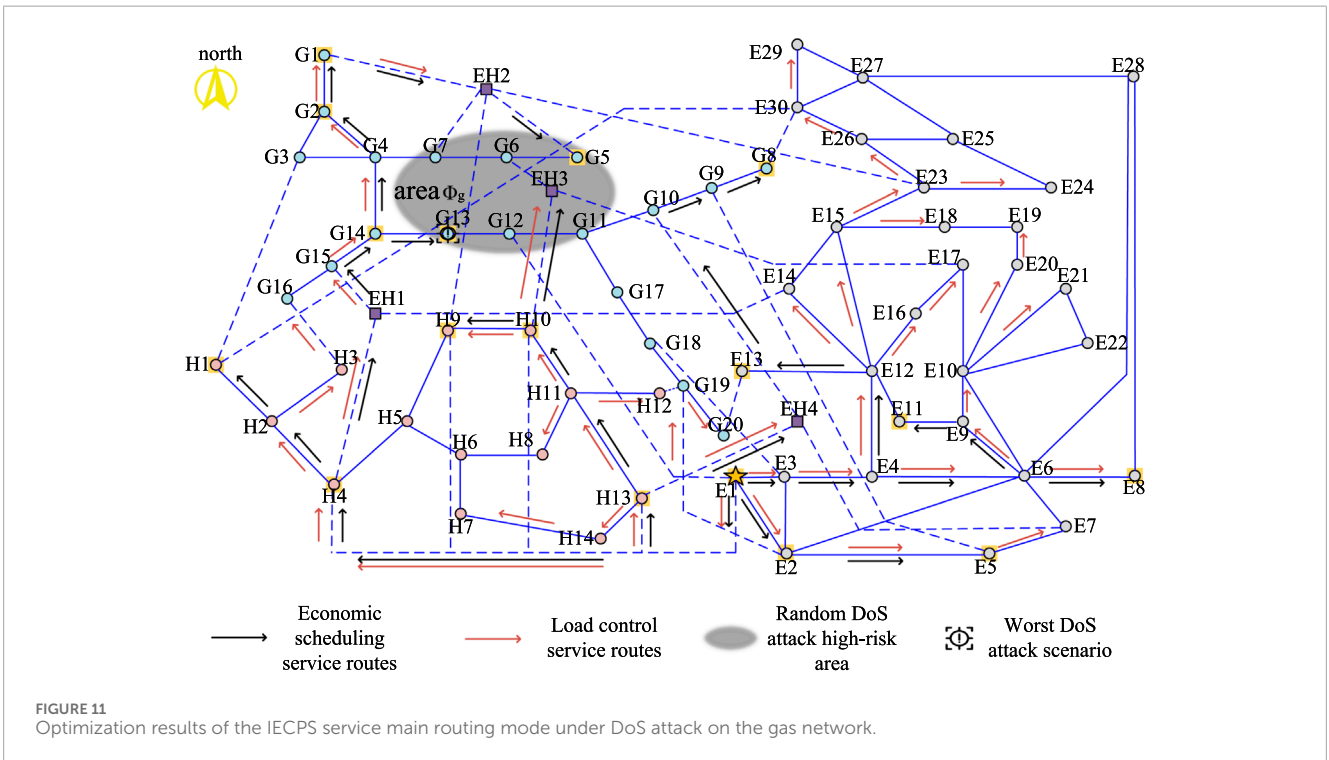 north
G1
EH2
G2
G3
G4
G7
G6
G5
EH3
area Φg
G13
G14
G12
G11
G10
G9
G8
G15
G16
EH1
G17
G18
G19
G20
H1
H2
H3
H4
H5
H6
H7
H8
H9
H10
H11
H12
H13
H14
EH4
E29
E27
E28
E30
E26
E25
E23
E24
E15
E18
E19
E17
E20
E21
E14
E16
E22
E13
E12
E10
E11
E9
E1
E3
E4
E6
E8
E7
E2
E5
Economic
scheduling
service routes
Load control
service routes
Random DoS
attack high-risk
area
Worst DoS
attack scenario
FIGURE 11
Optimization results of the IECPS service main routing mode under DoS attack on the gas network.